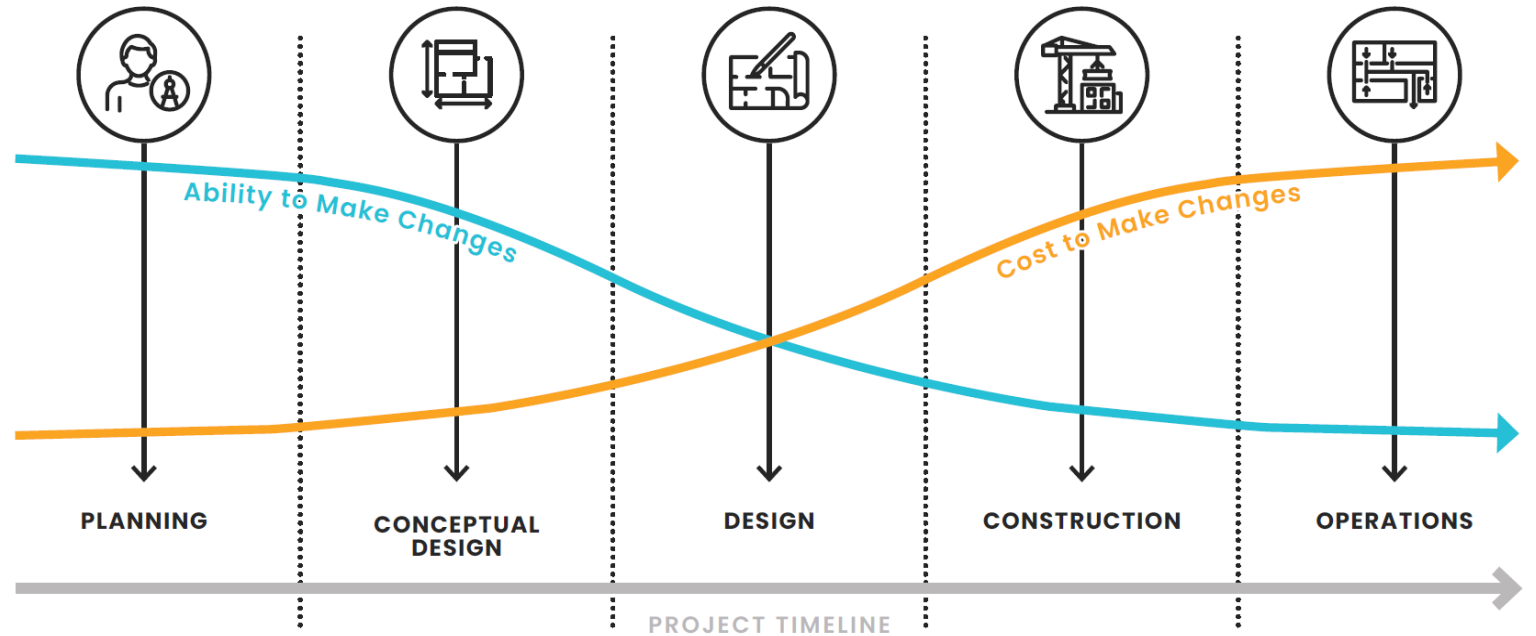 Ability to Make Changes
Cost to Make Changes
PLANNING
CONCEPTUAL
DESIGN
DESIGN
CONSTRUCTION
OPERATIONS
PROJECT TIMELINE